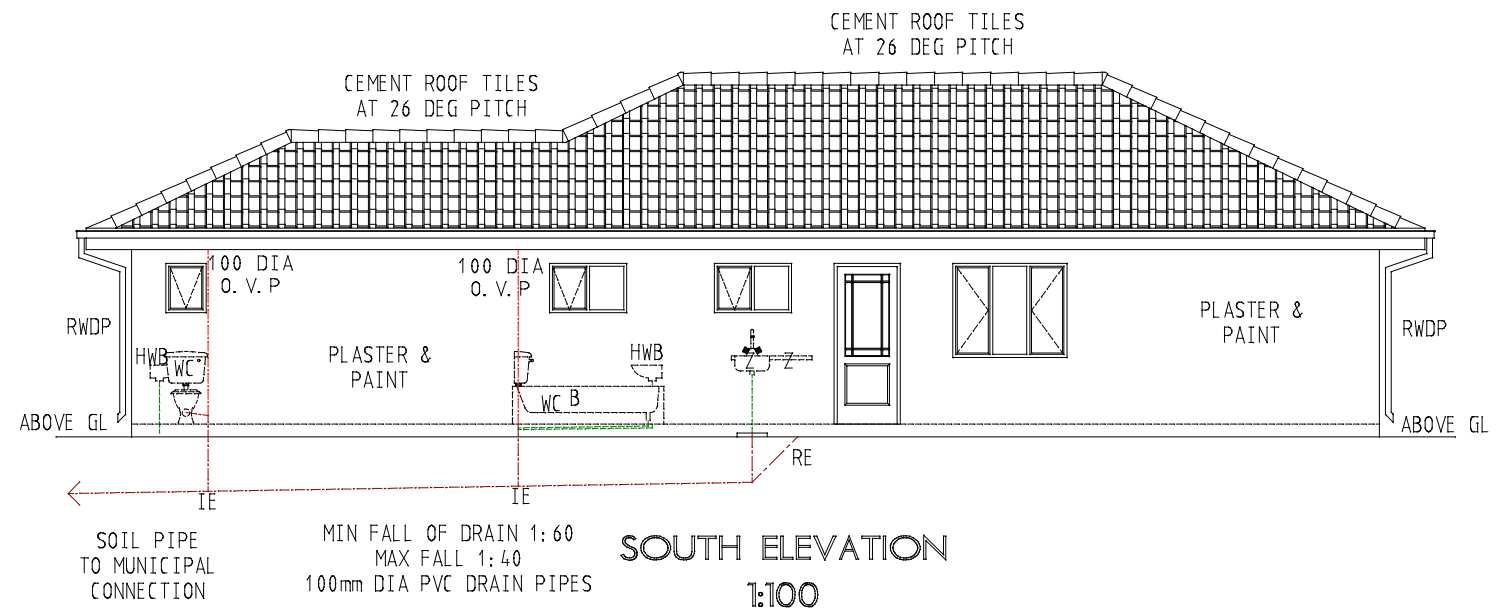 CEMENT ROOF TILES
AT 26 DEG PITCH
CEMENT ROOF TILES
AT 26 DEG PITCH
100 DIA
O.V.P
100 DIA
O.V.P
RWDP
HWB
WC
PLASTER &
PAINT
WC B
HWB
Z Z
PLASTER &
PAINT
RWDP
ABOVE GL
ABOVE GL
RE
IE
IE
SOIL PIPE
TO MUNICIPAL
CONNECTION
MIN FALL OF DRAIN 1:60
MAX FALL 1:40
100mm DIA PVC DRAIN PIPES
SOUTH ELEVATION
1:100